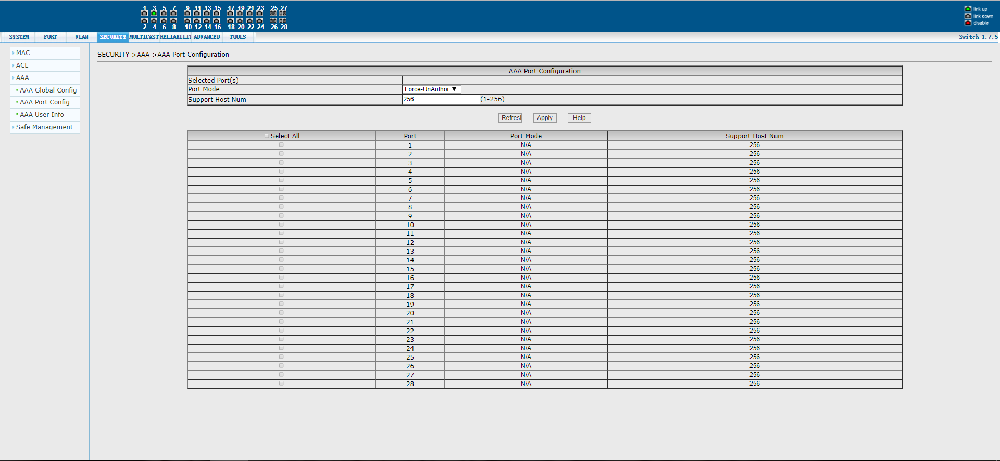 1 3 5 7 9 11 13 15 17 19 21 23 25 27
2 4 6 8 10 12 14 16 18 20 22 24 26 28
link up
link down
disable
SYSTEM PORT VLAN SECURITY MULTICAST RELIABILIT ADVANCED TOOLS Switch 1.7.5
MAC
ACL
AAA
AAA Global Config
AAA Port Config
AAA User Info
Safe Management
SECURITY->AAA->AAA Port Configuration
AAA Port Configuration
Selected Port(s)
Port Mode Force-UnAuthor
Support Host Num 256 (1-256)
Refresh Apply Help
Select All Port Port Mode Support Host Num
1 N/A 256
2 N/A 256
3 N/A 256
4 N/A 256
5 N/A 256
6 N/A 256
7 N/A 256
8 N/A 256
9 N/A 256
10 N/A 256
11 N/A 256
12 N/A 256
13 N/A 256
14 N/A 256
15 N/A 256
16 N/A 256
17 N/A 256
18 N/A 256
19 N/A 256
20 N/A 256
21 N/A 256
22 N/A 256
23 N/A 256
24 N/A 256
25 N/A 256
26 N/A 256
27 N/A 256
28 N/A 256